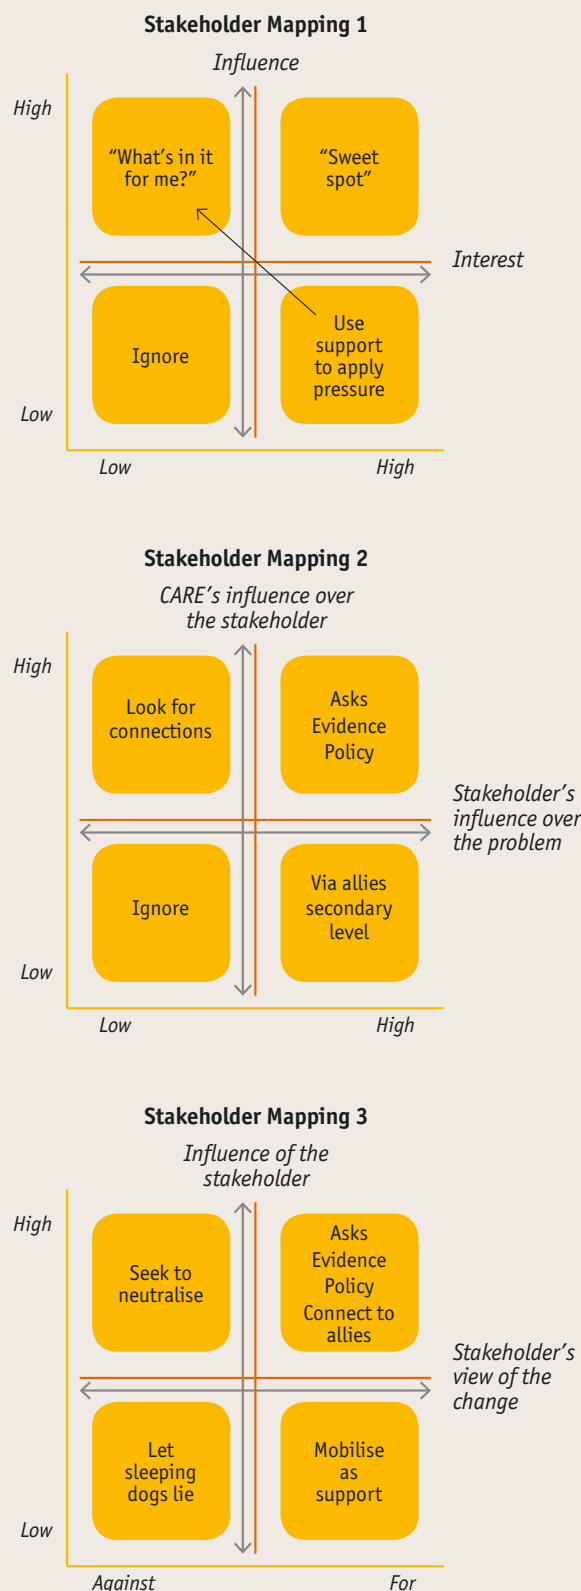 Stakeholder Mapping 1
Influence
High
“What’s in it
for me?”
“Sweet
spot”
Interest
Ignore
Use
support
to apply
pressure
Low
Low
High
Stakeholder Mapping 2
CARE’s influence over
the stakeholder
High
Look for
connections
Asks
Evidence
Policy
Stakeholder’s
influence over
the problem
Ignore
Via allies
secondary
level
Low
Low
High
Stakeholder Mapping 3
Influence of the
stakeholder
High
Seek to
neutralise
Asks
Evidence
Policy
Connect to
allies
Stakeholder’s
view of the
change
Let
sleeping
dogs lie
Mobilise
as
support
Low
Against
For